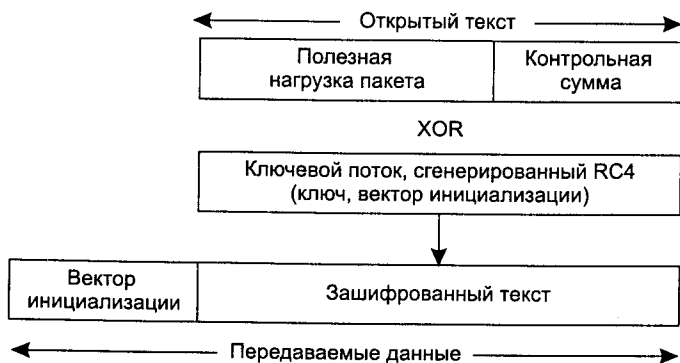 Открытый текст
Полезная
нагрузка пакета
Контрольная
сумма
XOR
Ключевой поток, сгенерированный RC4
(ключ, вектор инициализации)
Вектор
инициализации
Зашифрованный текст
Передаваемые данные